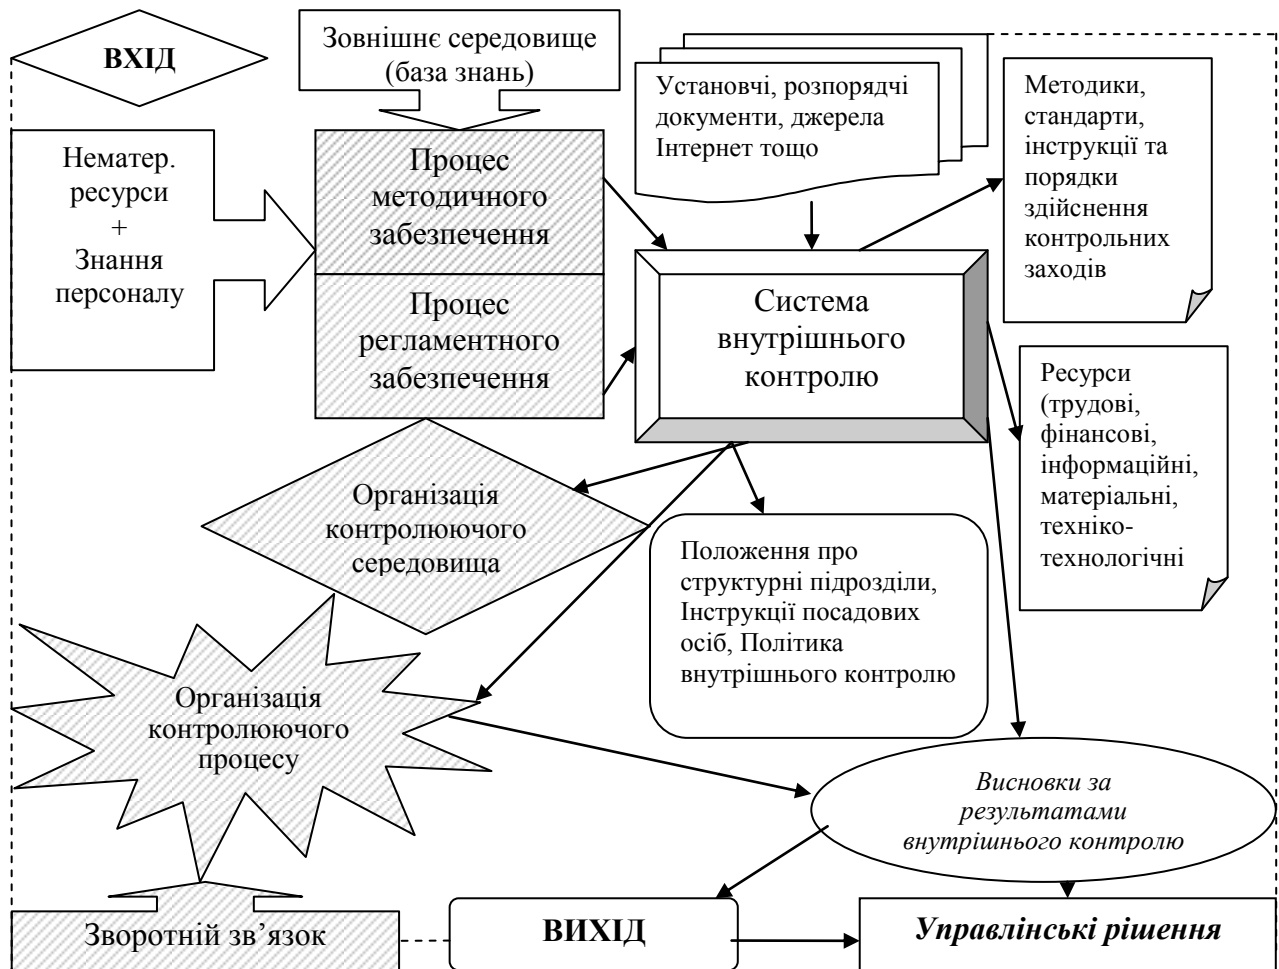 ВХІД
Зовнішнє середовище
(база знань)
Установчі, розпорядчі
документи, джерела
Інтернет тощо
Методики,
стандарти,
інструкції та
порядки
здійснення
контрольних
заходів
Нематер.
ресурси
+
Знання
персоналу
Процес
методичного
забезпечення
Процес
регламентного
забезпечення
Система
внутрішнього
контролю
Ресурси
(трудові,
фінансові,
інформаційні,
матеріальні,
техніко-
технологічні
Організація
контролюючого
середовища
Положення про
структурні підрозділи,
Інструкції посадових
осіб, Політика
внутрішнього контролю
Організація
контролюючого
процесу
Висновки за
результатами
внутрішнього контролю
Зворотній зв’язок
ВИХІД
Управлінські рішення